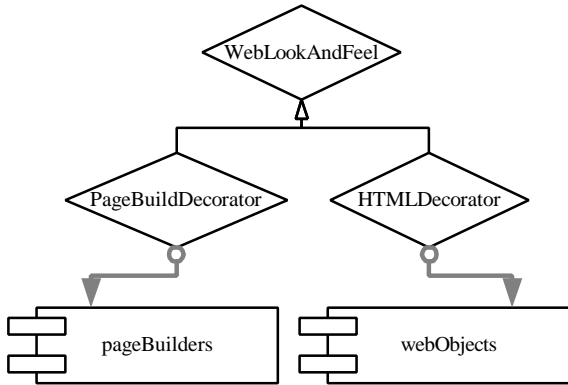 WebLookAndFeel
PageBuildDecorator
HTMLDecorator
pageBuilders
webObjects